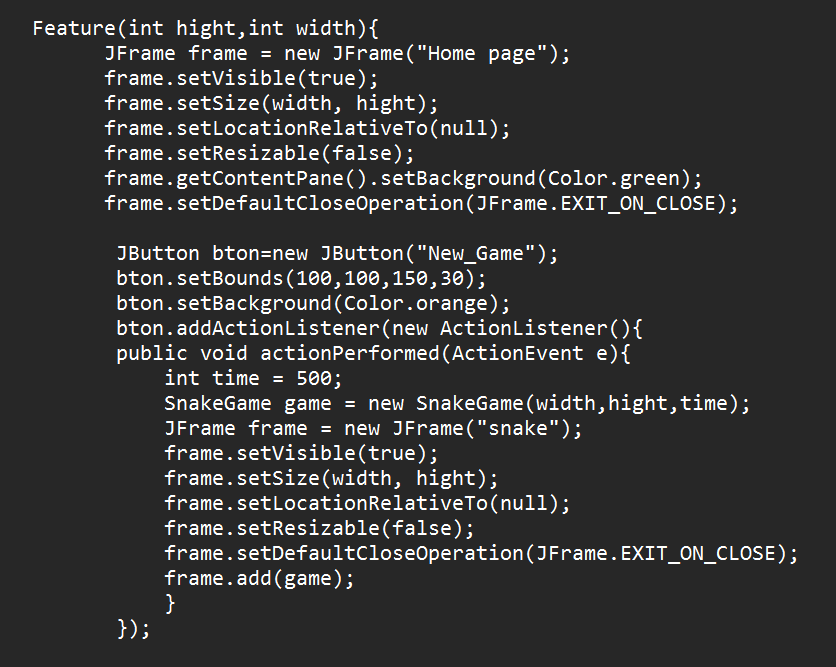 Feature(int hight,int width){
JFrame frame = new JFrame("Home page");
frame.setVisible(true);
frame.setSize(width, hight);
frame.setLocationRelativeTo(null);
frame.setResizable(false);
frame.getContentPane().setBackground(Color.green);
frame.setDefaultCloseOperation(JFrame.EXIT_ON_CLOSE);
JButton bton=new JButton("New_Game");
bton.setBounds(100,100,150,30);
bton.setBackground(Color.orange);
bton.addActionListener(new ActionListener(){
public void actionPerformed(ActionEvent e){
int time = 500;
SnakeGame game = new SnakeGame(width,hight,time);
JFrame frame = new JFrame("snake");
frame.setVisible(true);
frame.setSize(width, hight);
frame.setLocationRelativeTo(null);
frame.setResizable(false);
frame.setDefaultCloseOperation(JFrame.EXIT_ON_CLOSE);
frame.add(game);
}
});